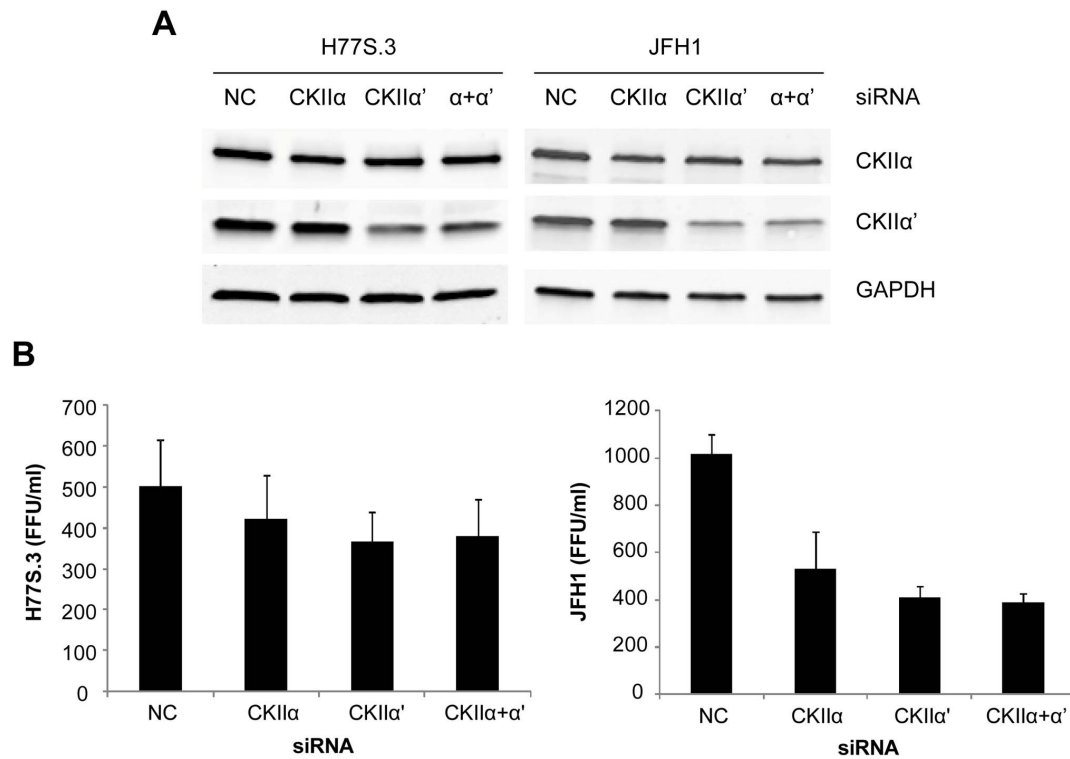 A
H77S.3 JFH1
NC CKIIα CKIIα’ α+α’ NC CKIIα CKIIα’ α+α’ siRNA
CKIIα
CKIIα’
GAPDH
B
700
600
500
400
300
200
100
0
H77S.3 (FFU/ml)
NC CKIIα CKIIα' CKIIα+α'
siRNA
1200
1000
800
600
400
200
0
JFH1 (FFU/ml)
NC CKIIα CKIIα' CKIIα+α’
siRNA